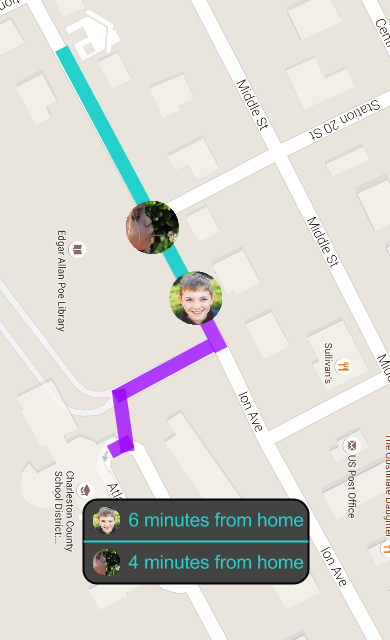 Middle St
Station 20 St
Middle St
Edgar Allan Poe Library
Sullivan's
Ion Ave
US Post Office
Charleston County
School District...
Ion Ave
6 minutes from home
4 minutes from home